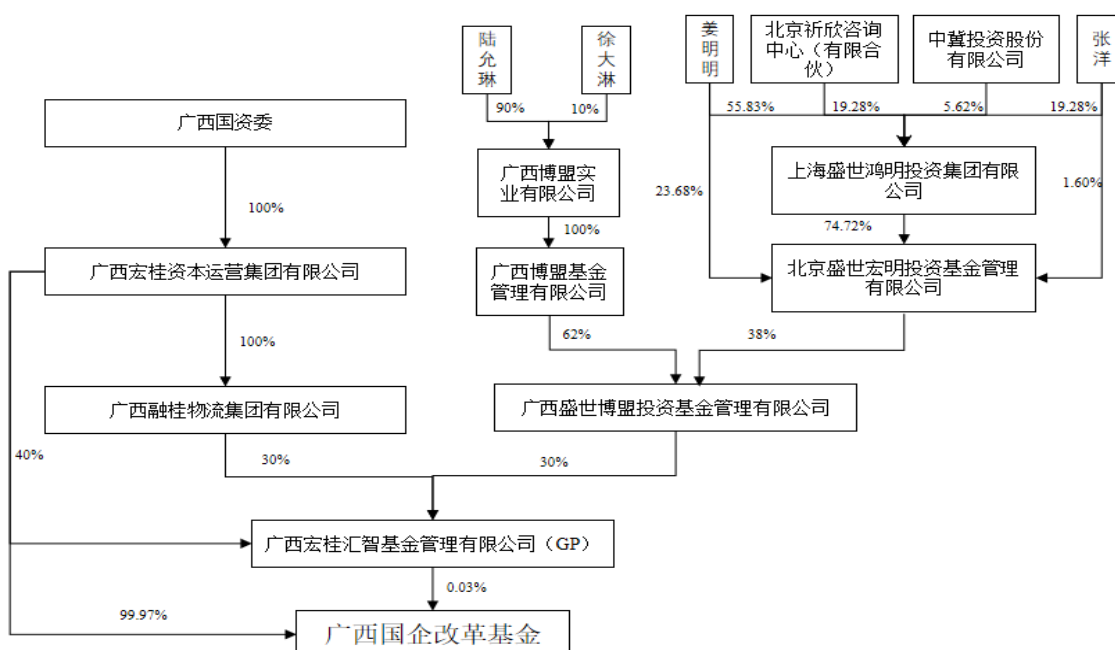 陆
允
琳
徐
大
淋
姜
明
明
北京祈欣咨询
中心（有限合
伙）
中冀投资股份
有限公司
张
洋
90%
10%
55.83%
19.28%
5.62%
19.28%
广西国资委
广西博盟实
业有限公司
上海盛世鸿明投资集团有限
公司
23.68%
1.60%
100%
100%
74.72%
广西宏桂资本运营集团有限公司
广西博盟基金
管理有限公司
北京盛世宏明投资基金管理
有限公司
100%
62%
38%
广西融桂物流集团有限公司
广西盛世博盟投资基金管理有限公司
40%
30%
30%
广西宏桂汇智基金管理有限公司（GP）
0.03%
99.97%
广西国企改革基金